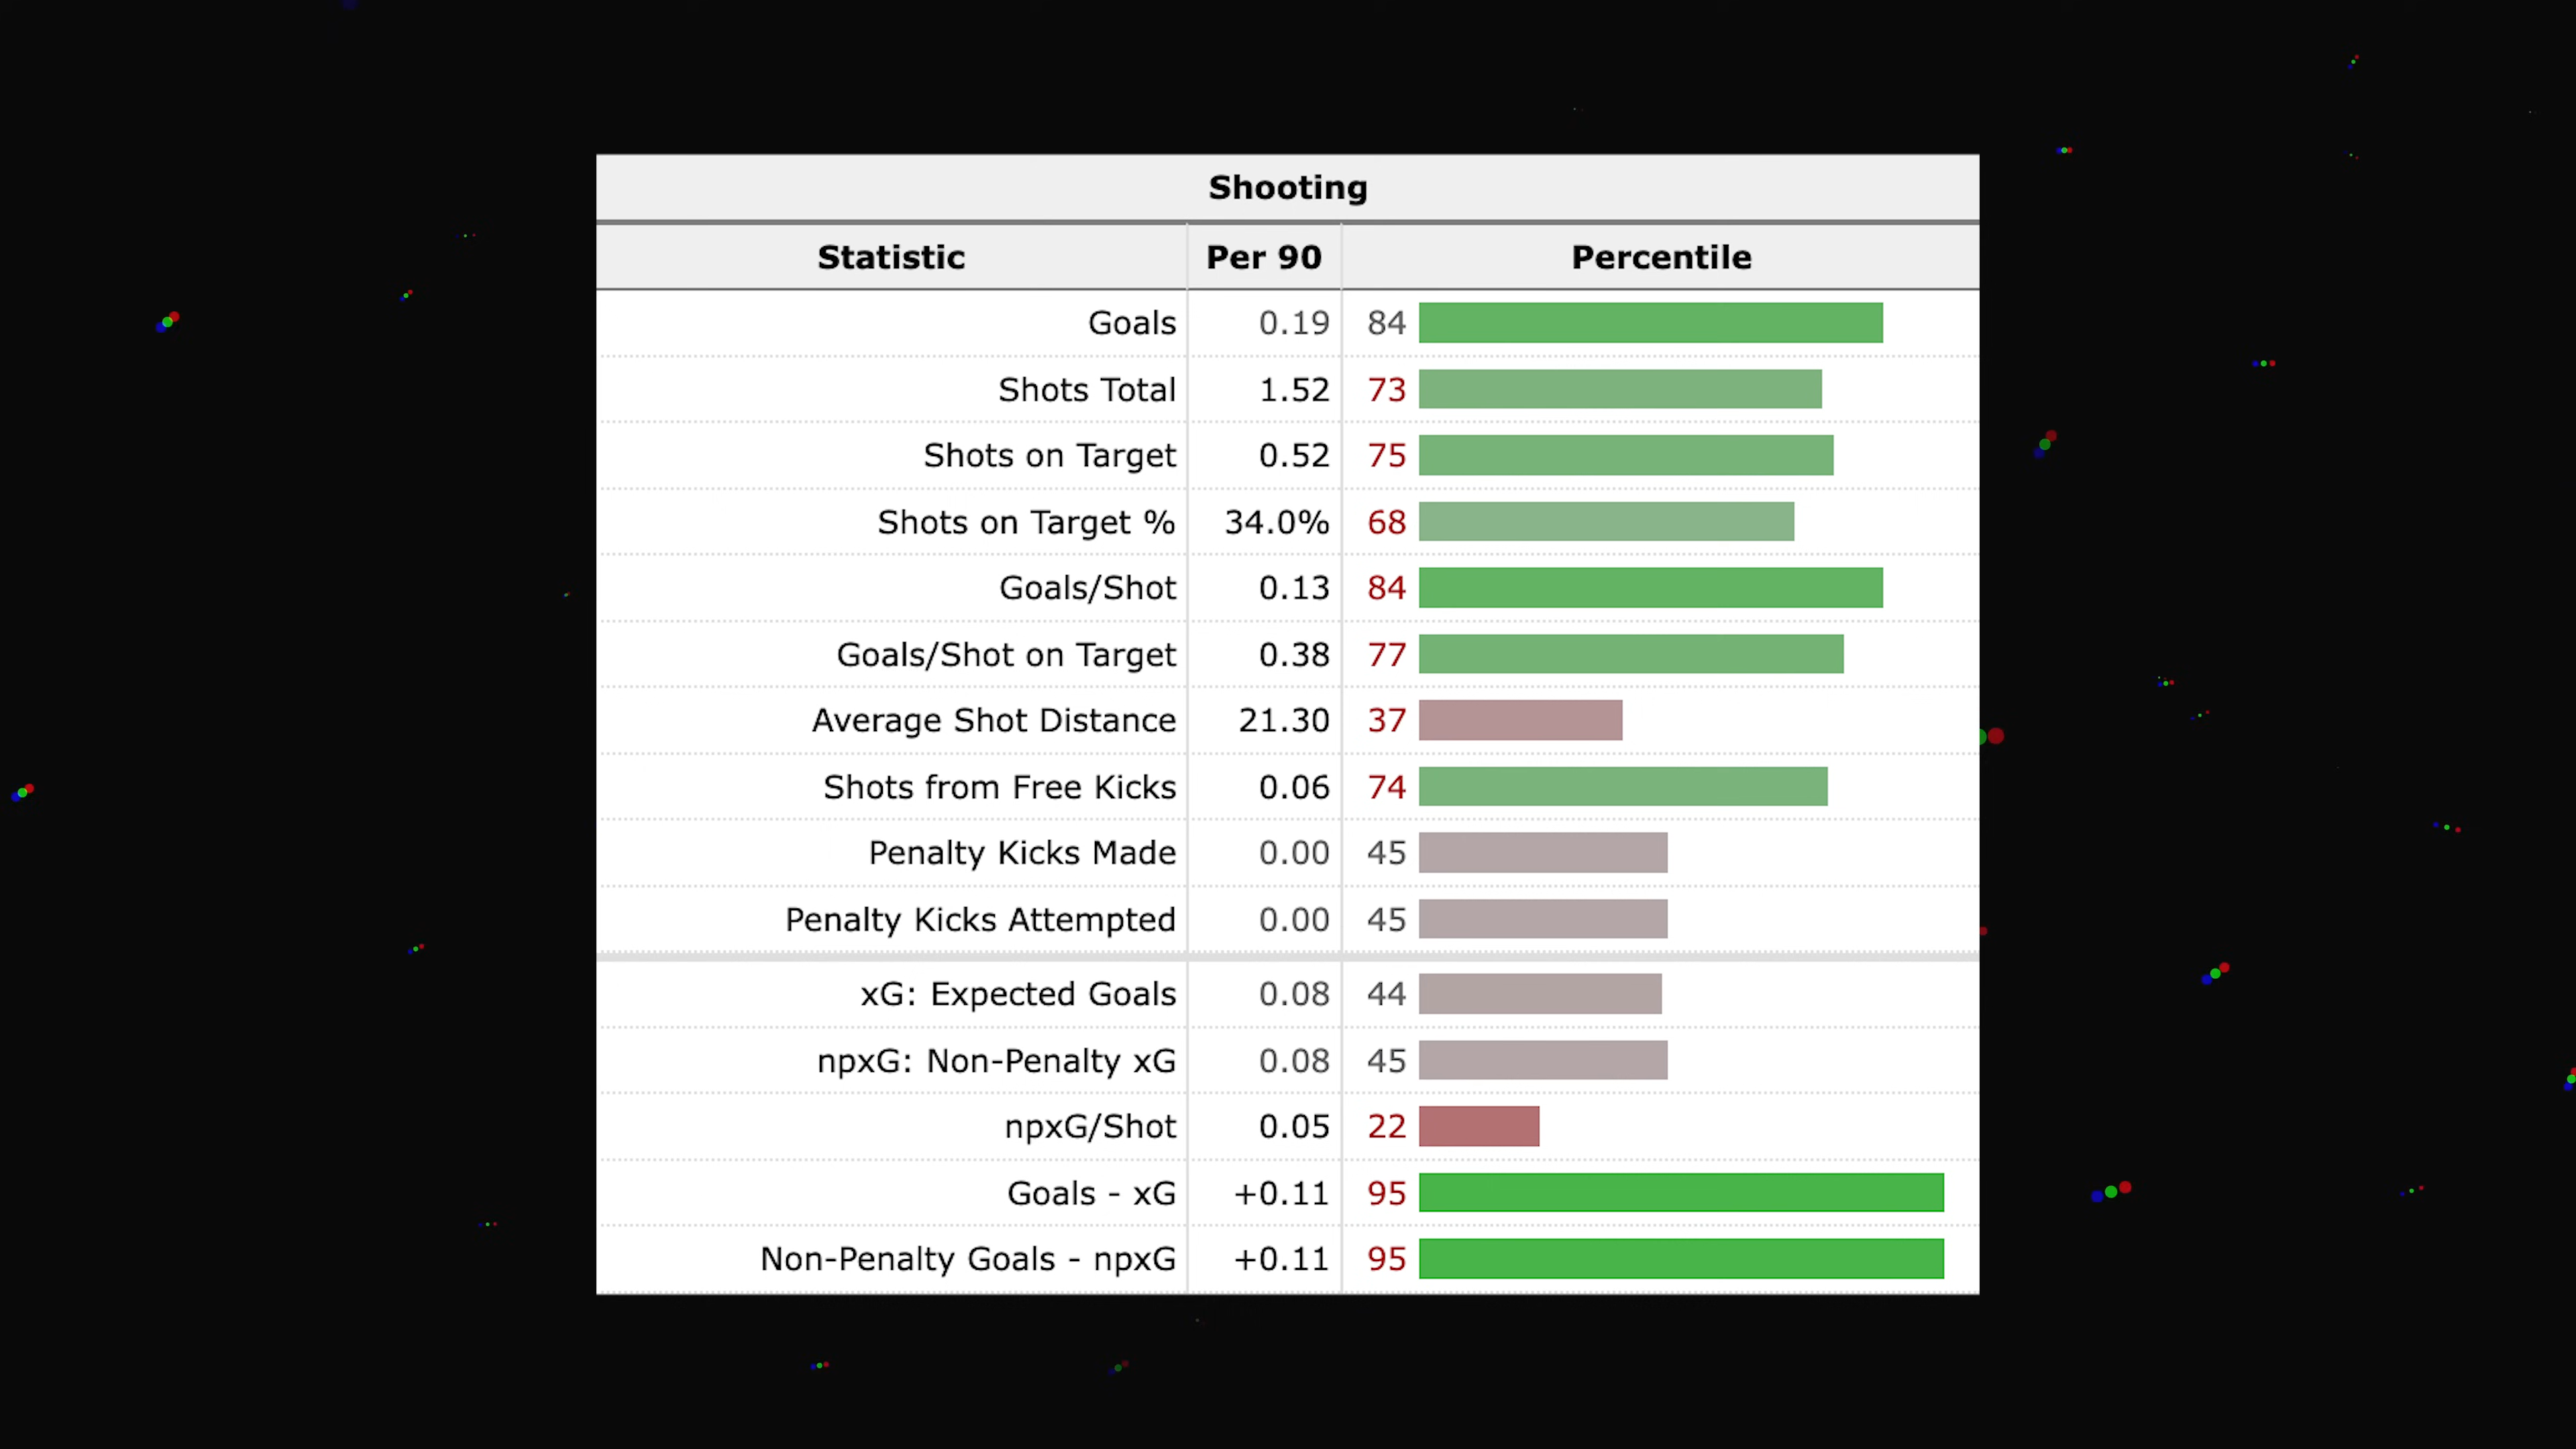 Shooting
Statistic Per 90 Percentile
Goals 0.19 84
Shots Total 1.52 73
Shots on Target 0.52 75
Shots on Target % 34.0% 68
Goals/Shot 0.13 84
Goals/Shot on Target 0.38 77
Average Shot Distance 21.30 37
Shots from Free Kicks 0.06 74
Penalty Kicks Made 0.00 45
Penalty Kicks Attempted 0.00 45
xG: Expected Goals 0.08 44
npxG: Non-Penalty xG 0.08 45
npxG/Shot 0.05 22
Goals - xG +0.11 95
Non-Penalty Goals - npxG +0.11 95